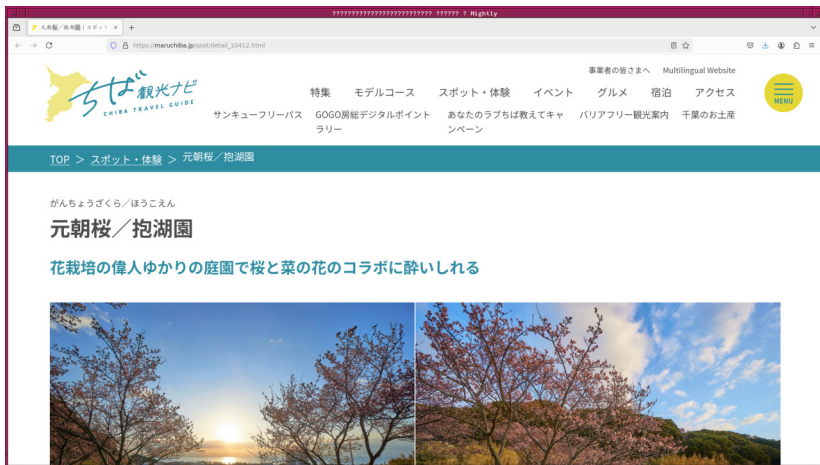 ????????????????????????? ?????? ? Nightly
元朝桜／抱湖園 | スポット
https://maruchiba.jp/spot/detail_10412.html
事業者の皆さまへ Multilingual Website
ちば観光ナビ
CHIBA TRAVEL GUIDE
特集 モデルコース スポット・体験 イベント グルメ 宿泊 アクセス
MENU
サンキューフリーパス GOGO房総デジタルポイントラリー あなたのラブちば教えてキャンペーン バリアフリー観光案内 千葉のお土産
TOP > スポット・体験 > 元朝桜／抱湖園
がんちょうざくら／ほうこえん
元朝桜／抱湖園
花栽培の偉人ゆかりの庭園で桜と菜の花のコラボに酔いしれる